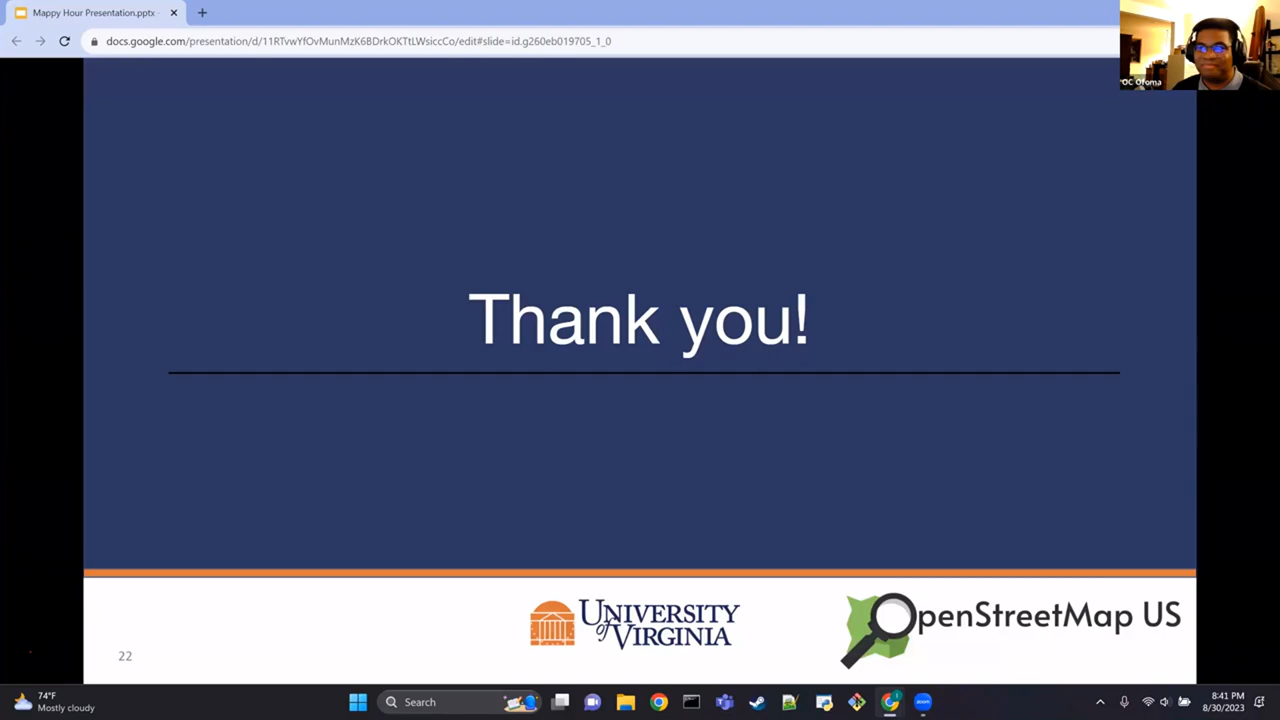 Mappy Hour Presentation.pptx
docs.google.com/presentation/d/11RTvwYfOvMunMzK6BDrkOKTtLWsiccCo/edit#slide=id.g260eb019705_1_0
OC Ofoma
Thank you!
UNIVERSITY
of VIRGINIA
OpenStreetMap US
22
74°F
Mostly cloudy
Search
zoom
8:41 PM
8/30/2023